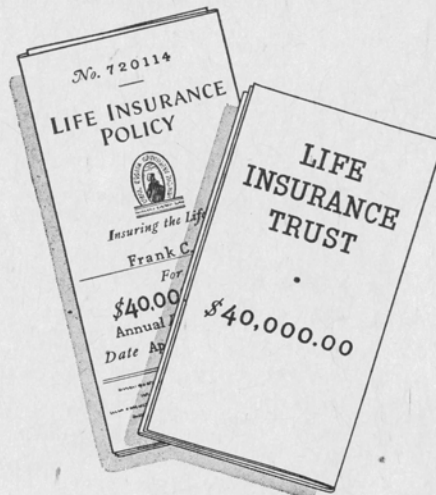 No. 720114
LIFE INSURANCE
POLICY
Insuring the Life
Frank C.
For
$40,00
Annual
Date Ap
LIFE
INSURANCE
TRUST
$40,000.00